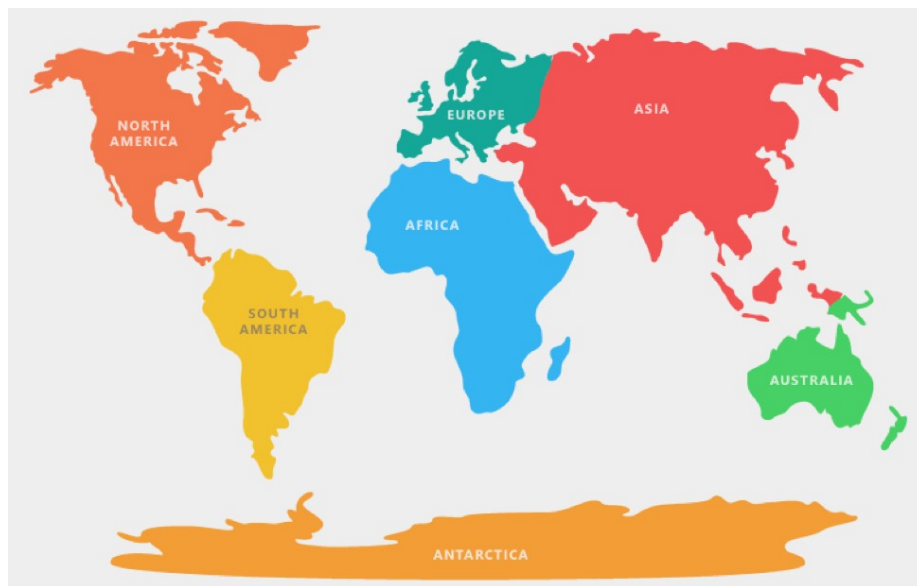 NORTH
AMERICA
EUROPE
ASIA
AFRICA
SOUTH
AMERICA
AUSTRALIA
ANTARCTICA